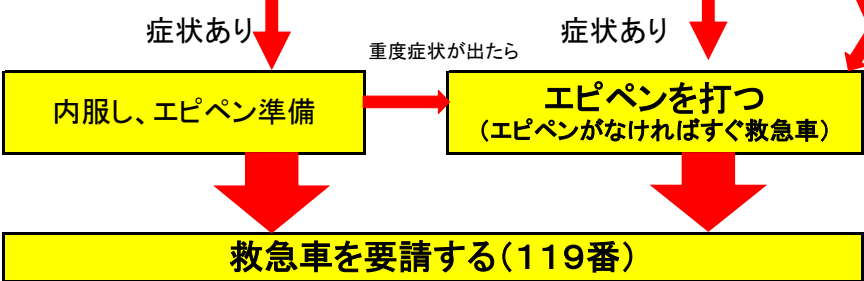 症状あり
重度症状が出たら
症状あり
内服し、エピペン準備
エピペンを打つ
（エピペンがなければすぐ救急車）
救急車を要請する（１１９番）